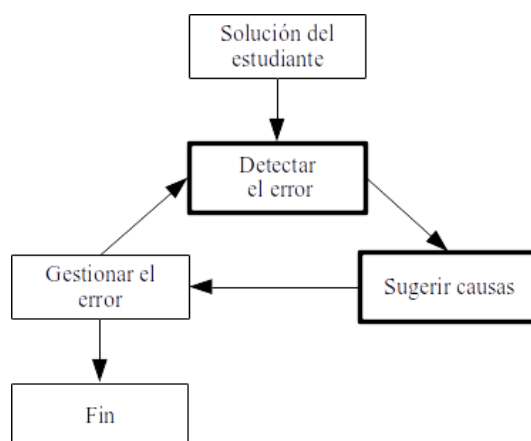 Solución del
estudiante
Detectar
el error
Gestionar el
error
Sugerir causas
Fin